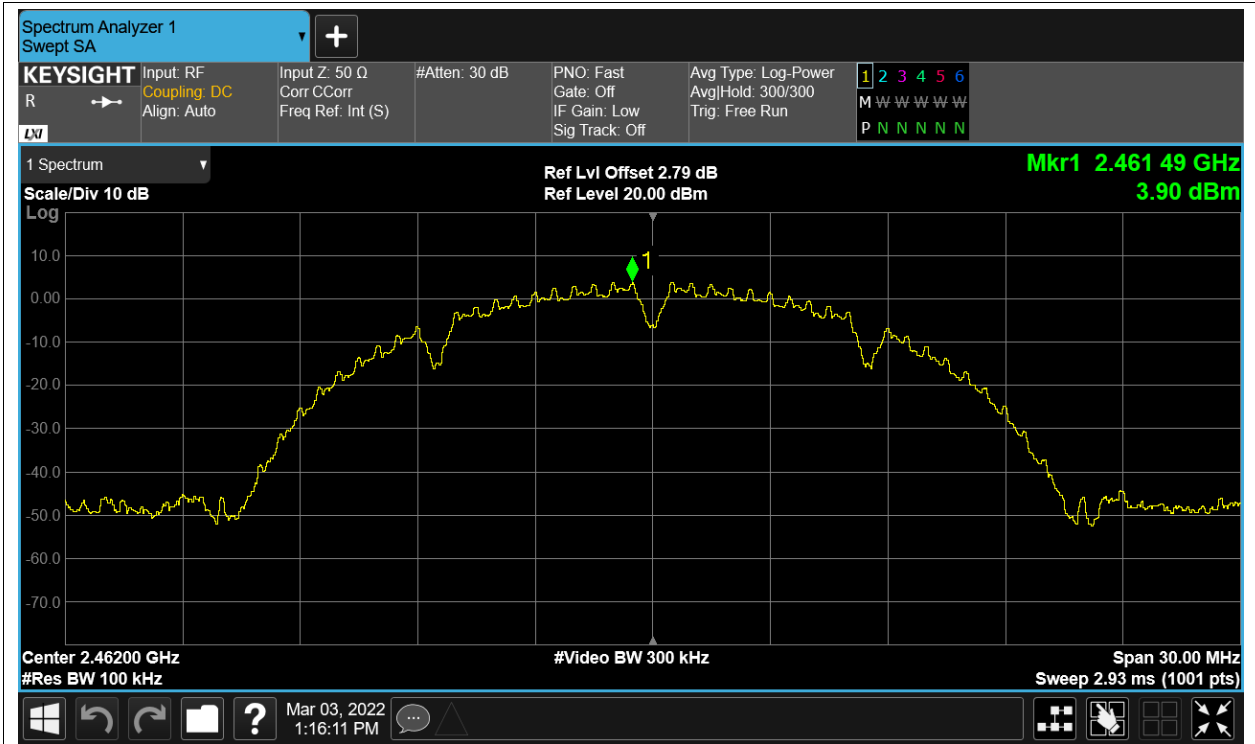 Spectrum Analyzer 1
Swept SA
+
KEYSIGHT
R
LXI
Input: RF
Coupling: DC
Align: Auto
Input Z: 50 Ω
Corr CCorr
Freq Ref: Int (S)
#Atten: 30 dB
PNO: Fast
Gate: Off
IF Gain: Low
Sig Track: Off
Avg Type: Log-Power
Avg|Hold: 300/300
Trig: Free Run
1 2 3 4 5 6
M W W W W W
P N N N N N
1 Spectrum
Scale/Div 10 dB
Log
Ref Lvl Offset 2.79 dB
Ref Level 20.00 dBm
Mkr1 2.461 49 GHz
3.90 dBm
1
10.0
0.00
-10.0
-20.0
-30.0
-40.0
-50.0
-60.0
-70.0
Center 2.46200 GHz
#Video BW 300 kHz
Span 30.00 MHz
#Res BW 100 kHz
Sweep 2.93 ms (1001 pts)
?
Mar 03, 2022
1:16:11 PM